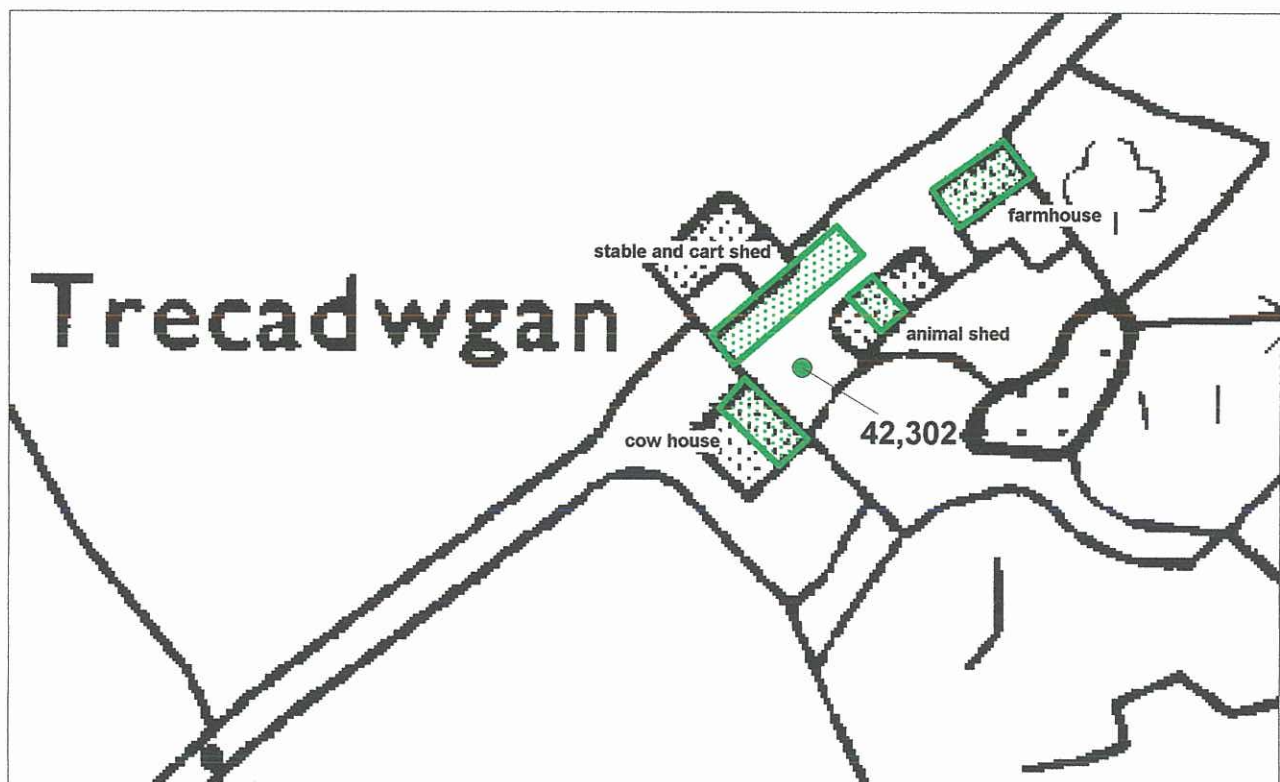 farmhouse
stable and cart shed
Trecadwgan
animal shed
42,302
cow house